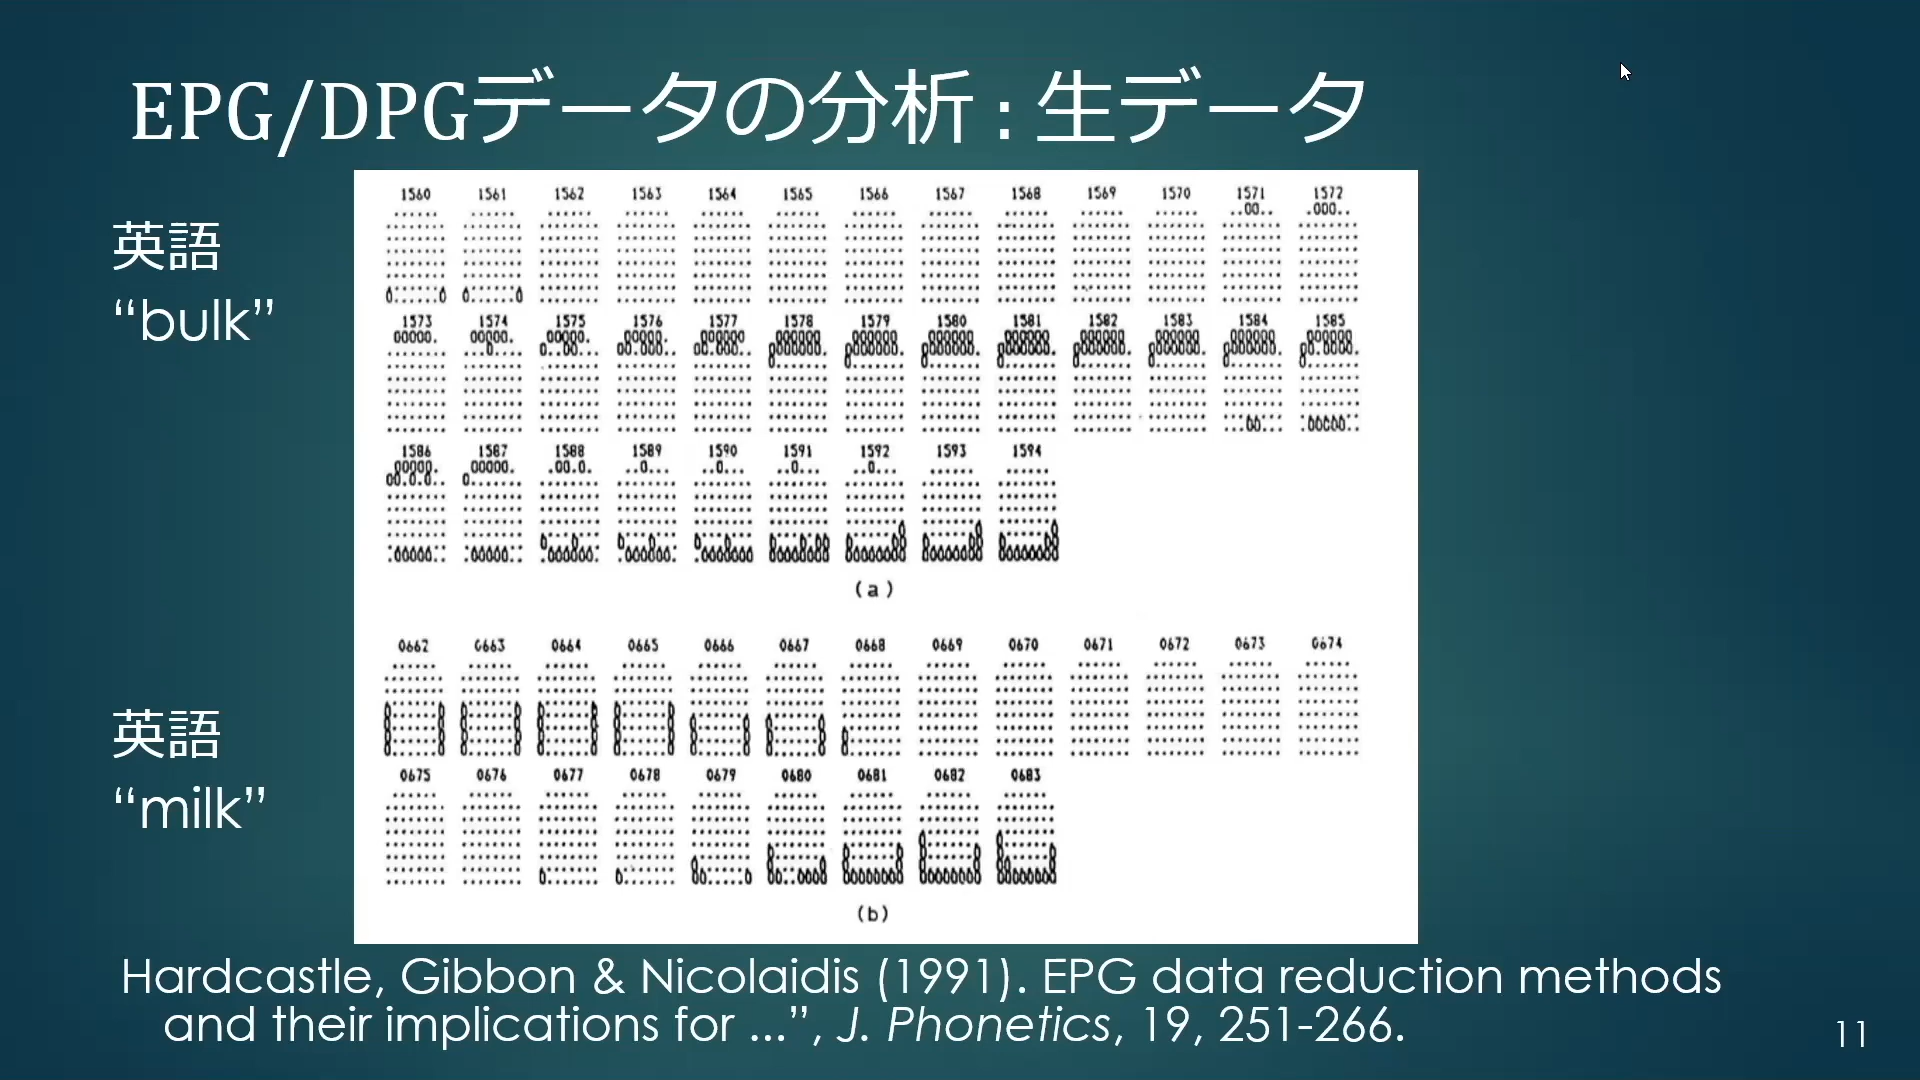 EPG/DPGデータの分析 : 生データ
英語
“bulk”
1560 1561 1562 1563 1564 1565 1566 1567 1568 1569 1570 1571 1572
1573 1574 1575 1576 1577 1578 1579 1580 1581 1582 1583 1584 1585
1586 1587 1588 1589 1590 1591 1592 1593 1594
(a)
英語
“milk”
0662 0663 0664 0665 0666 0667 0668 0669 0670 0671 0672 0673 0674
0675 0676 0677 0678 0679 0680 0681 0682 0683
(b)
Hardcastle, Gibbon & Nicolaidis (1991). EPG data reduction methods
and their implications for ...”, J. Phonetics, 19, 251-266.
11